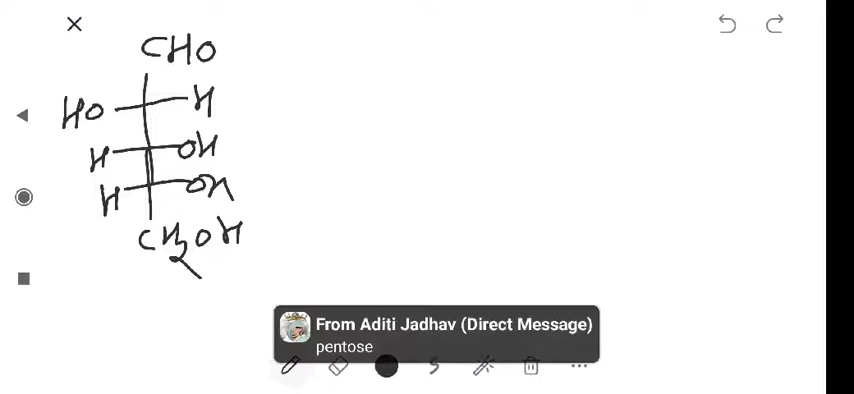 CHO
HO H
H OH
H OH
CH2OH
From Aditi Jadhav (Direct Message)
pentose